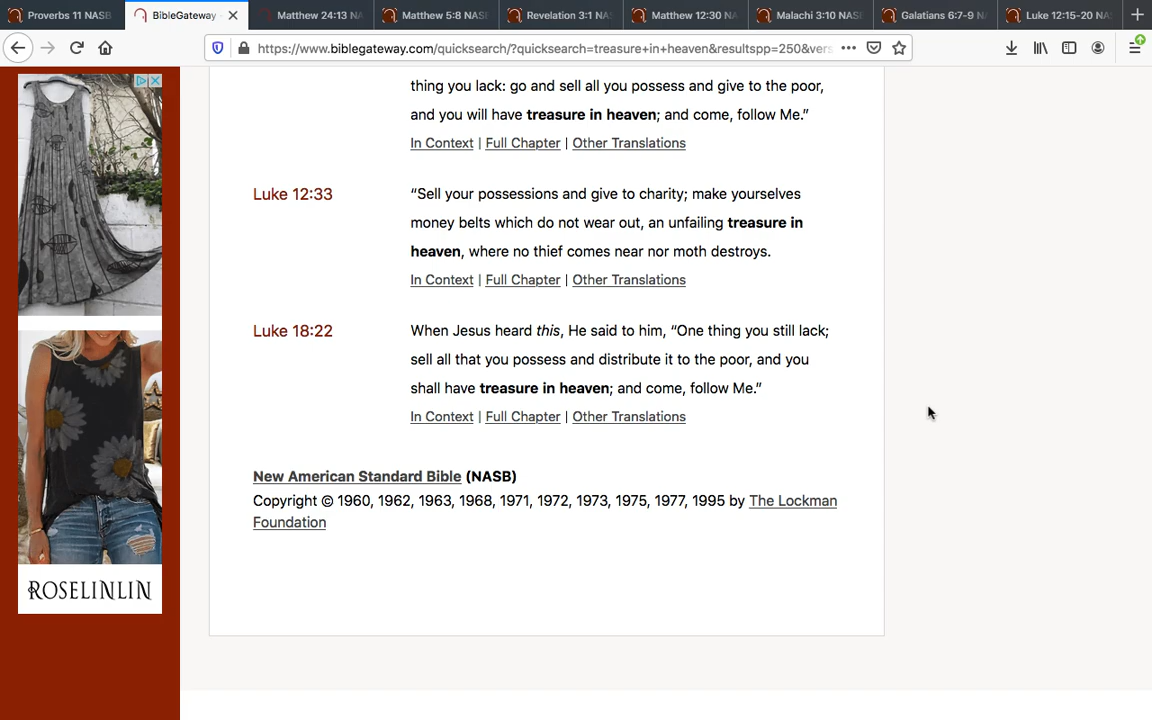 Proverbs 11 NASB
BibleGateway -
Matthew 24:13 NA
Matthew 5:8 NASB
Revelation 3:1 NA
Matthew 12:30 NAS
Malachi 3:10 NASB
Galatians 6:7-9 NA
Luke 12:15-20 NA
https://www.biblegateway.com/quicksearch/?quicksearch=treasure+in+heaven&resultspp=250&vers
thing you lack: go and sell all you possess and give to the poor,
and you will have treasure in heaven; and come, follow Me.”
In Context | Full Chapter | Other Translations
Luke 12:33
“Sell your possessions and give to charity; make yourselves
money belts which do not wear out, an unfailing treasure in
heaven, where no thief comes near nor moth destroys.
In Context | Full Chapter | Other Translations
Luke 18:22
When Jesus heard this, He said to him, “One thing you still lack;
sell all that you possess and distribute it to the poor, and you
shall have treasure in heaven; and come, follow Me.”
In Context | Full Chapter | Other Translations
New American Standard Bible (NASB)
Copyright © 1960, 1962, 1963, 1968, 1971, 1972, 1973, 1975, 1977, 1995 by The Lockman
Foundation
ROSELINLIN